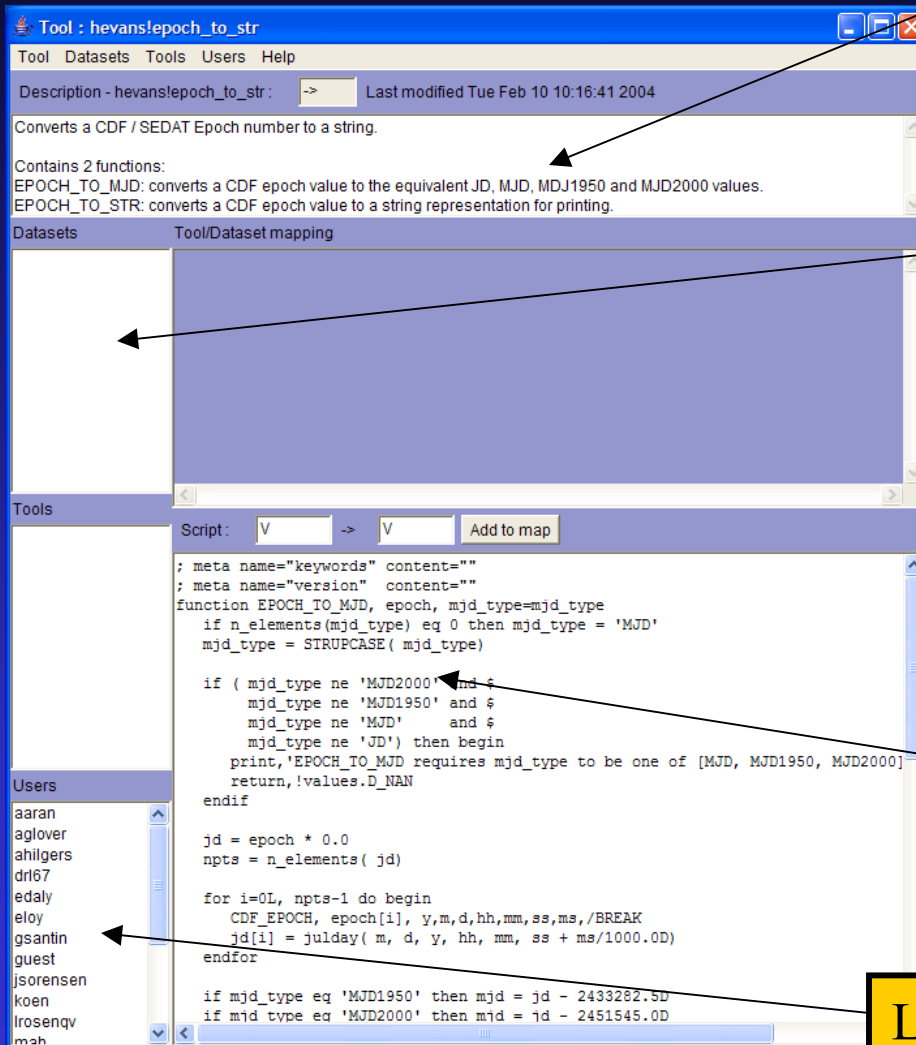 Tool : hevans!epoch_to_str
Tool Datasets Tools Users Help
Description - hevans!epoch_to_str : -> Last modified Tue Feb 10 10:16:41 2004
Converts a CDF / SEDAT Epoch number to a string.
Contains 2 functions:
EPOCH_TO_MJD: converts a CDF epoch value to the equivalent JD, MJD, MDJ1950 and MJD2000 values.
EPOCH_TO_STR: converts a CDF epoch value to a string representation for printing.
Datasets Tool/Dataset mapping
Tools
Script : V -> V Add to map
; meta name="keywords" content=""
; meta name="version" content=""
function EPOCH_TO_MJD, epoch, mjd_type=mjd_type
if n_elements(mjd_type) eq 0 then mjd_type = 'MJD'
mjd_type = STRUPCASE( mjd_type)
if ( mjd_type ne 'MJD2000' and $
mjd_type ne 'MJD1950' and $
mjd_type ne 'MJD' and $
mjd_type ne 'JD') then begin
print,'EPOCH_TO_MJD requires mjd_type to be one of [MJD, MJD1950, MJD2000]
return,!values.D_NAN
endif
jd = epoch * 0.0
npts = n_elements( jd)
for i=0L, npts-1 do begin
CDF_EPOCH, epoch[i], y,m,d,hh,mm,ss,ms,/BREAK
jd[i] = julday( m, d, y, hh, mm, ss + ms/1000.0D)
endfor
if mjd_type eq 'MJD1950' then mjd = jd - 2433282.5D
if mjd_type eq 'MJD2000' then mjd = jd - 2451545.0D
Users
aaran
aglover
ahilgers
drl67
edaly
eloy
gsantin
guest
jsorensen
koen
lrosenqv
mah
L